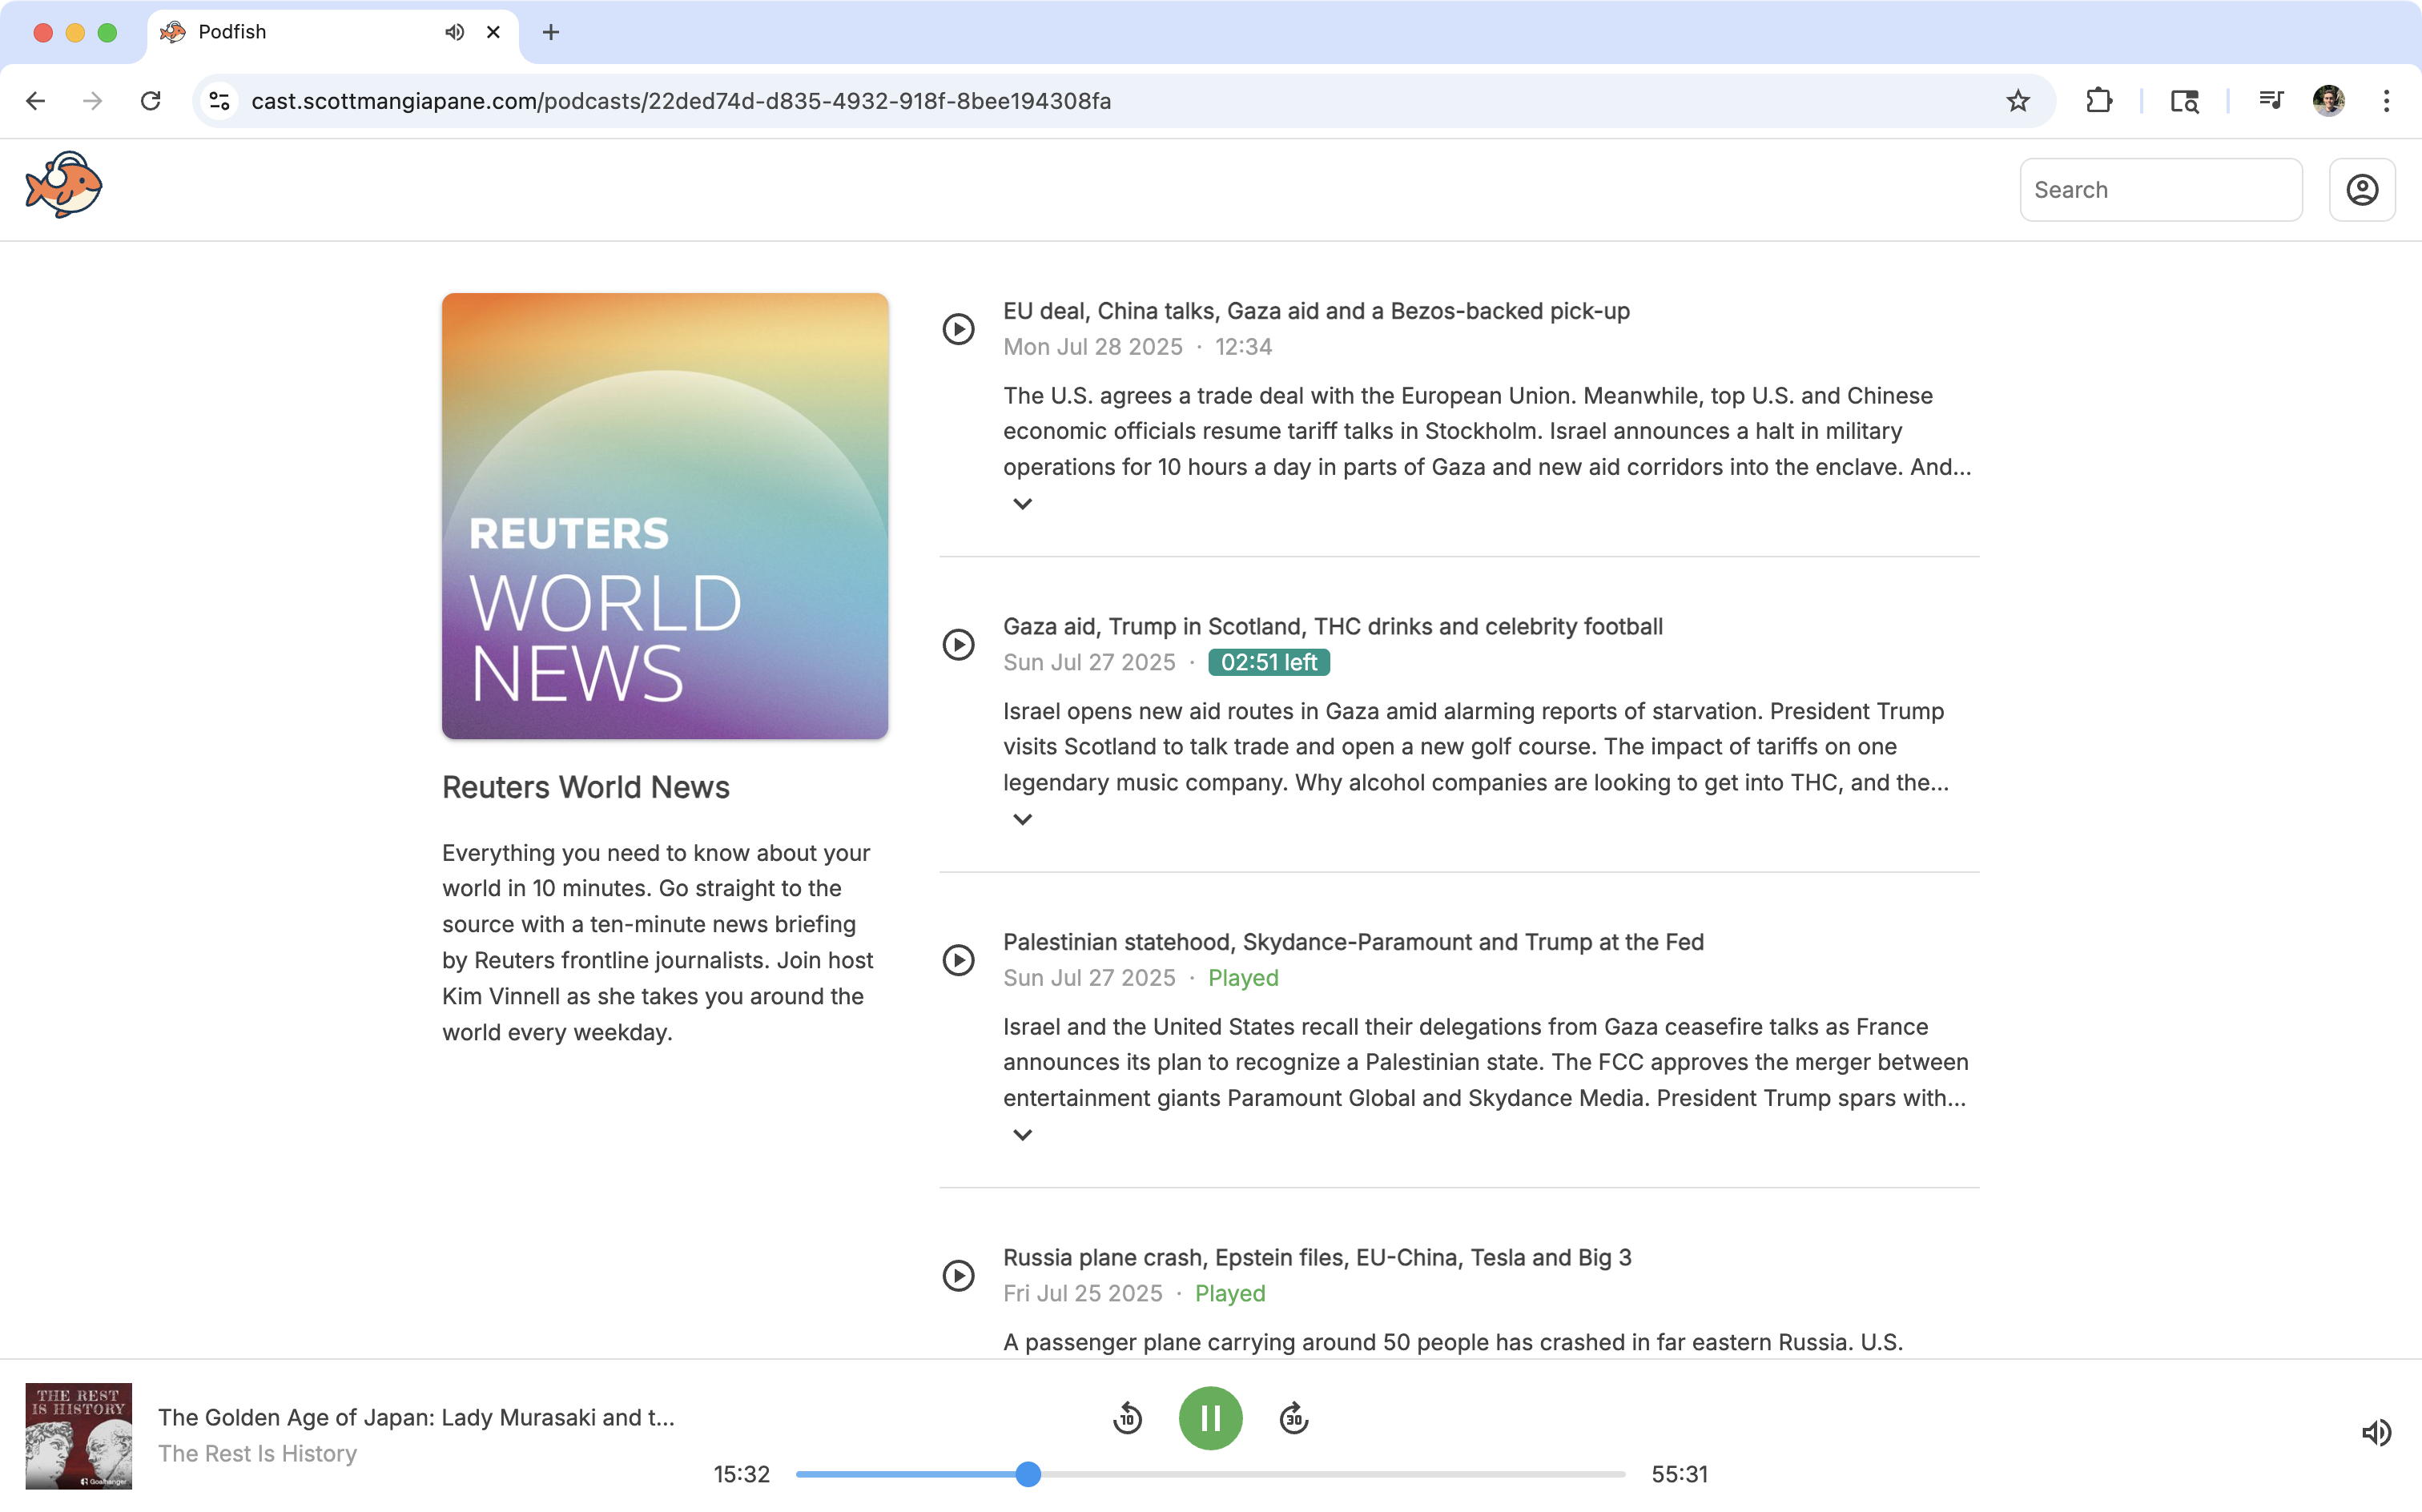 Podfish
cast.scottmangiapane.com/podcasts/22ded74d-d835-4932-918f-8bee194308fa
Search
REUTERS
WORLD
NEWS
Reuters World News
Everything you need to know about your
world in 10 minutes. Go straight to the
source with a ten-minute news briefing
by Reuters frontline journalists. Join host
Kim Vinnell as she takes you around the
world every weekday.
EU deal, China talks, Gaza aid and a Bezos-backed pick-up
Mon Jul 28 2025 · 12:34
The U.S. agrees a trade deal with the European Union. Meanwhile, top U.S. and Chinese
economic officials resume tariff talks in Stockholm. Israel announces a halt in military
operations for 10 hours a day in parts of Gaza and new aid corridors into the enclave. And...
Gaza aid, Trump in Scotland, THC drinks and celebrity football
Sun Jul 27 2025 · 02:51 left
Israel opens new aid routes in Gaza amid alarming reports of starvation. President Trump
visits Scotland to talk trade and open a new golf course. The impact of tariffs on one
legendary music company. Why alcohol companies are looking to get into THC, and the...
Palestinian statehood, Skydance-Paramount and Trump at the Fed
Sun Jul 27 2025 · Played
Israel and the United States recall their delegations from Gaza ceasefire talks as France
announces its plan to recognize a Palestinian state. The FCC approves the merger between
entertainment giants Paramount Global and Skydance Media. President Trump spars with...
Russia plane crash, Epstein files, EU-China, Tesla and Big 3
Fri Jul 25 2025 · Played
A passenger plane carrying around 50 people has crashed in far eastern Russia. U.S.
THE REST
IS HISTORY
Goalhanger
The Golden Age of Japan: Lady Murasaki and t...
The Rest Is History
10
30
15:32
55:31